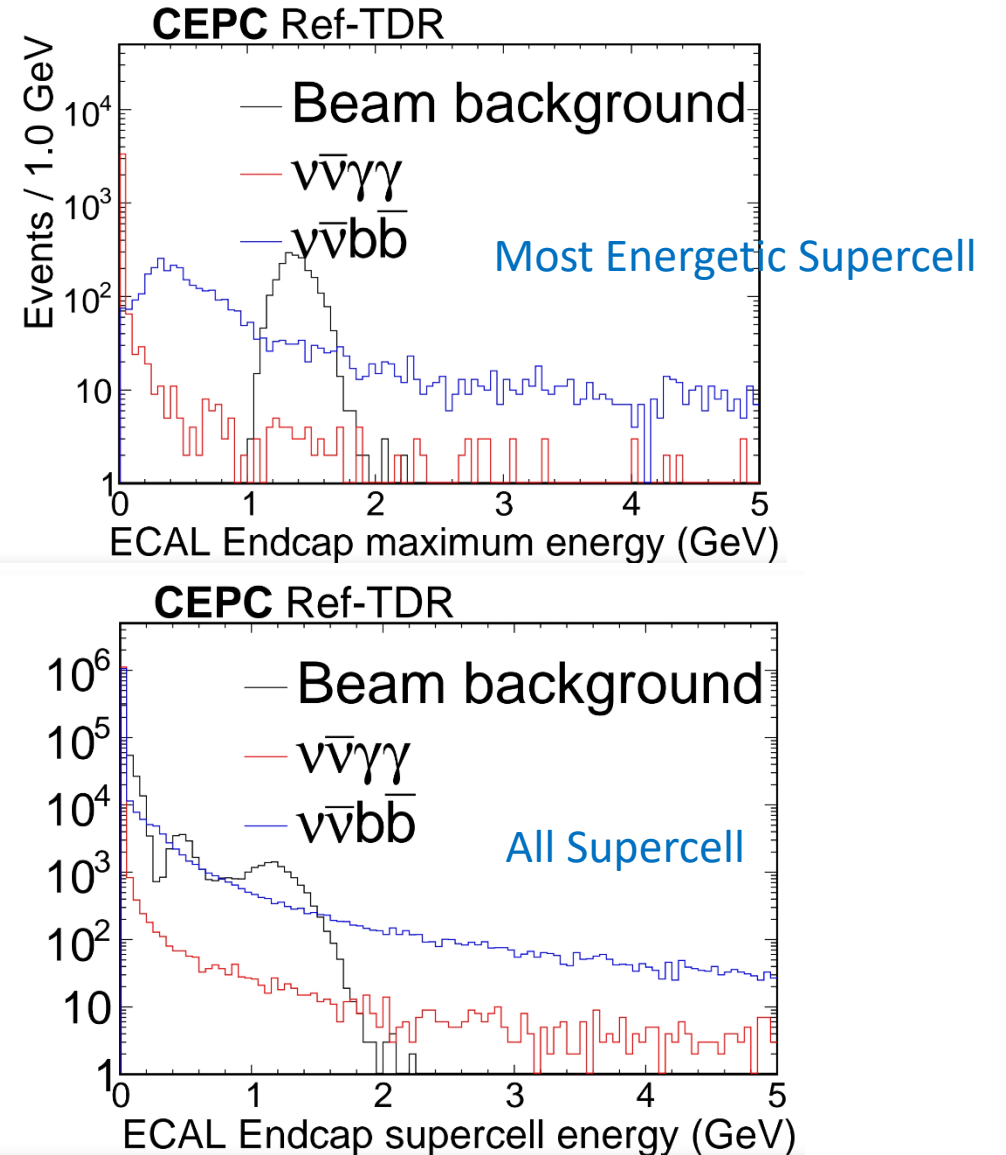 CEPC Ref-TDR
Events / 1.0 GeV
10⁴
10³
10²
10
1
Beam background
νν̅γγ
νν̅bb̅
Most Energetic Supercell
0 1 2 3 4 5
ECAL Endcap maximum energy (GeV)
CEPC Ref-TDR
10⁶
10⁵
10⁴
10³
10²
10
1
Beam background
νν̅γγ
νν̅bb̅
All Supercell
0 1 2 3 4 5
ECAL Endcap supercell energy (GeV)